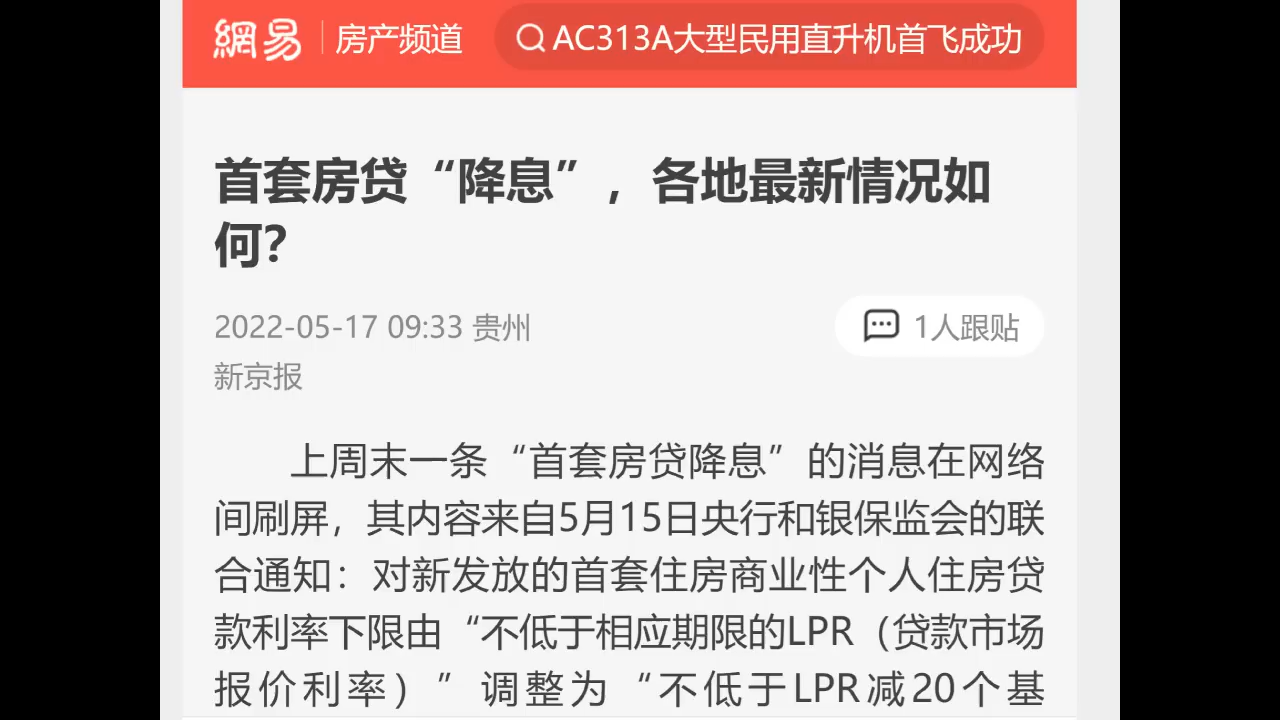 網易 房产频道 AC313A大型民用直升机首飞成功
首套房贷“降息”，各地最新情况如
何？
2022-05-17 09:33 贵州 1人跟贴
新京报
上周末一条“首套房贷降息”的消息在网络
间刷屏，其内容来自5月15日央行和银保监会的联
合通知：对新发放的首套住房商业性个人住房贷
款利率下限由“不低于相应期限的LPR（贷款市场
报价利率）”调整为“不低于LPR减20个基